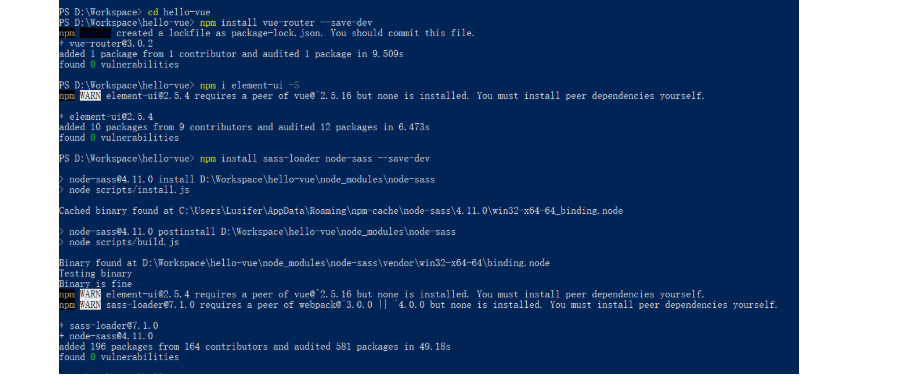 PS D:\Workspace> cd hello-vue
PS D:\Workspace\hello-vue> npm install vue-router --save-dev
npm created a lockfile as package-lock.json. You should commit this file.
+ vue-router@3.0.2
added 1 package from 1 contributor and audited 1 package in 9.509s
found 0 vulnerabilities
PS D:\Workspace\hello-vue> npm i element-ui -S
npm WARN element-ui@2.5.4 requires a peer of vue@^2.5.16 but none is installed. You must install peer dependencies yourself.
+ element-ui@2.5.4
added 10 packages from 9 contributors and audited 12 packages in 6.473s
found 0 vulnerabilities
PS D:\Workspace\hello-vue> npm install sass-loader node-sass --save-dev
> node-sass@4.11.0 install D:\Workspace\hello-vue\node_modules\node-sass
> node scripts/install.js
Cached binary found at C:\Users\Lusifer\AppData\Roaming\npm-cache\node-sass\4.11.0\win32-x64-64_binding.node
> node-sass@4.11.0 postinstall D:\Workspace\hello-vue\node_modules\node-sass
> node scripts/build.js
Binary found at D:\Workspace\hello-vue\node_modules\node-sass\vendor\win32-x64-64\binding.node
Testing binary
Binary is fine
npm WARN element-ui@2.5.4 requires a peer of vue@^2.5.16 but none is installed. You must install peer dependencies yourself.
npm WARN sass-loader@7.1.0 requires a peer of webpack@^3.0.0 || ^4.0.0 but none is installed. You must install peer dependencies yourself.
+ sass-loader@7.1.0
+ node-sass@4.11.0
added 196 packages from 164 contributors and audited 581 packages in 49.18s
found 0 vulnerabilities